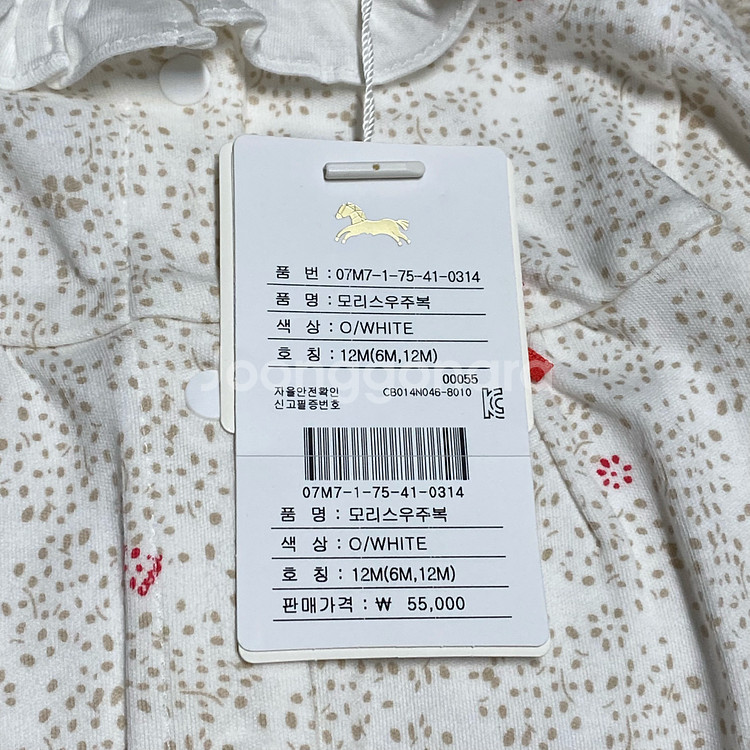 품 번 : 07M7-1-75-41-0314
품 명 : 모리스우주복
색 상 : O/WHITE
호 칭 : 12M(6M,12M)
00055
자율안전확인 CB014N046-8010
신고필증번호
joonggonara
07M7-1-75-41-0314
품 명 : 모리스우주복
색 상 : O/WHITE
호 칭 : 12M(6M,12M)
판매가격 : ₩ 55,000